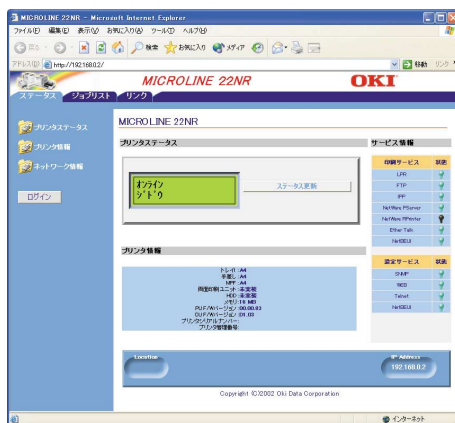 MICROLINE 22NR - Microsoft Internet Explorer
ファイル(F) 編集(E) 表示(V) お気に入り(A) ツール(T) ヘルプ(H)
戻る 検索 お気に入り メディア
アドレス(D) http://192.168.0.2/ 移動 リンク
MICROLINE 22NR OKI
ステータス ジョブリスト リンク
プリンタステータス
プリンタ情報
ネットワーク情報
ログイン
MICROLINE 22NR
プリンタステータス
オンライン
ジドウ
ステータス更新
プリンタ情報
トレイ1:A4
手差し:A4
MPF:A4
両面印刷ユニット:未実装
HDD:未実装
メモリ:16 MB
PU F/Wバージョン:00.00.83
CU F/Wバージョン:D1.03
プリンタシリアルナンバー:
プリンタ管理番号:
サービス情報
印刷サービス 状態
LPR
FTP
IPP
NetWare PServer
NetWare RPrinter
Ether Talk
NetBEUI
設定サービス 状態
SNMP
WEB
Telnet
NetBEUI
Location
IP Address
192.168.0.2
Copyright (C)2002 Oki Data Corporation
インターネット